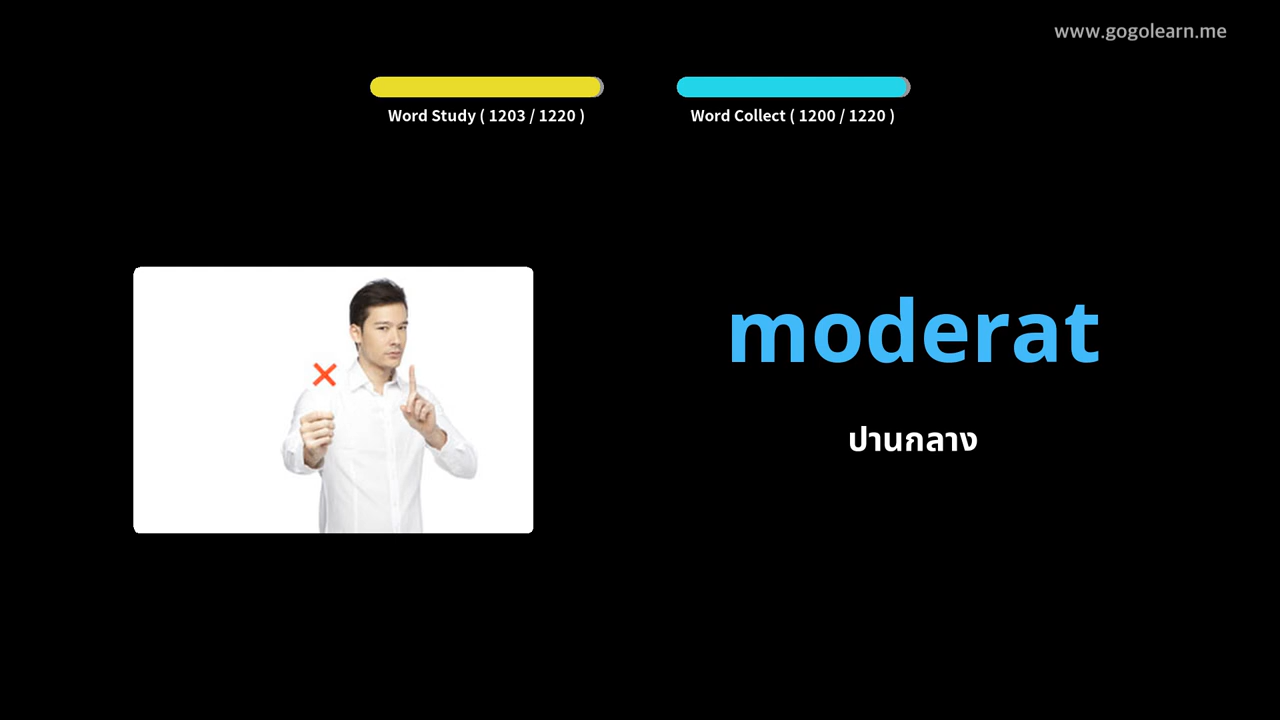 www.gogolearn.me
Word Study ( 1203 / 1220 )
Word Collect ( 1200 / 1220 )
moderat
ปานกลาง